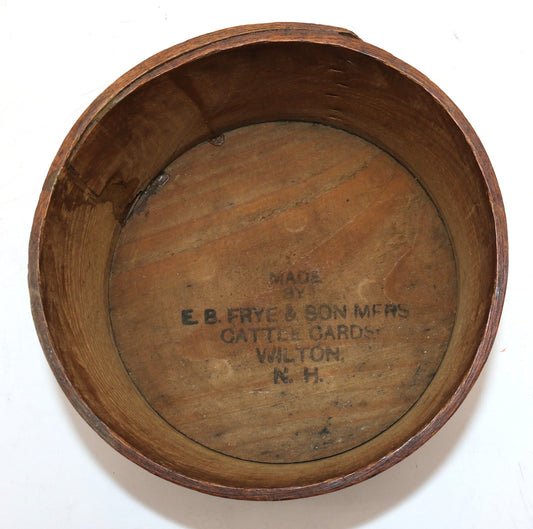 MADE
BY
E. B. FRYE & SON MFRS
CATTLE CARDS
WILTON,
N. H.